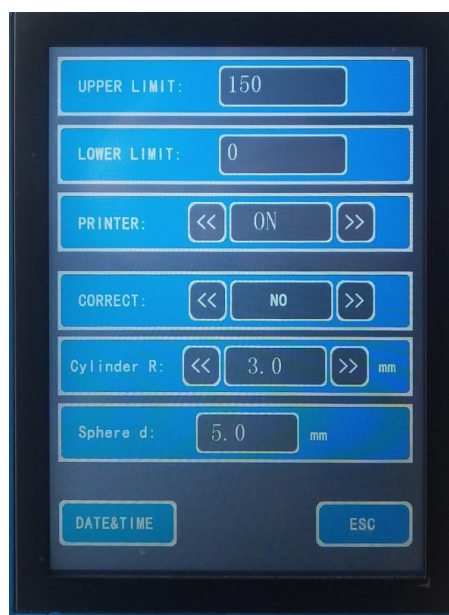 UPPER LIMIT: 150
LOWER LIMIT: 0
PRINTER: << ON >>
CORRECT: << NO >>
Cylinder R: << 3.0 >> mm
Sphere d: 5.0 mm
DATE&TIME ESC